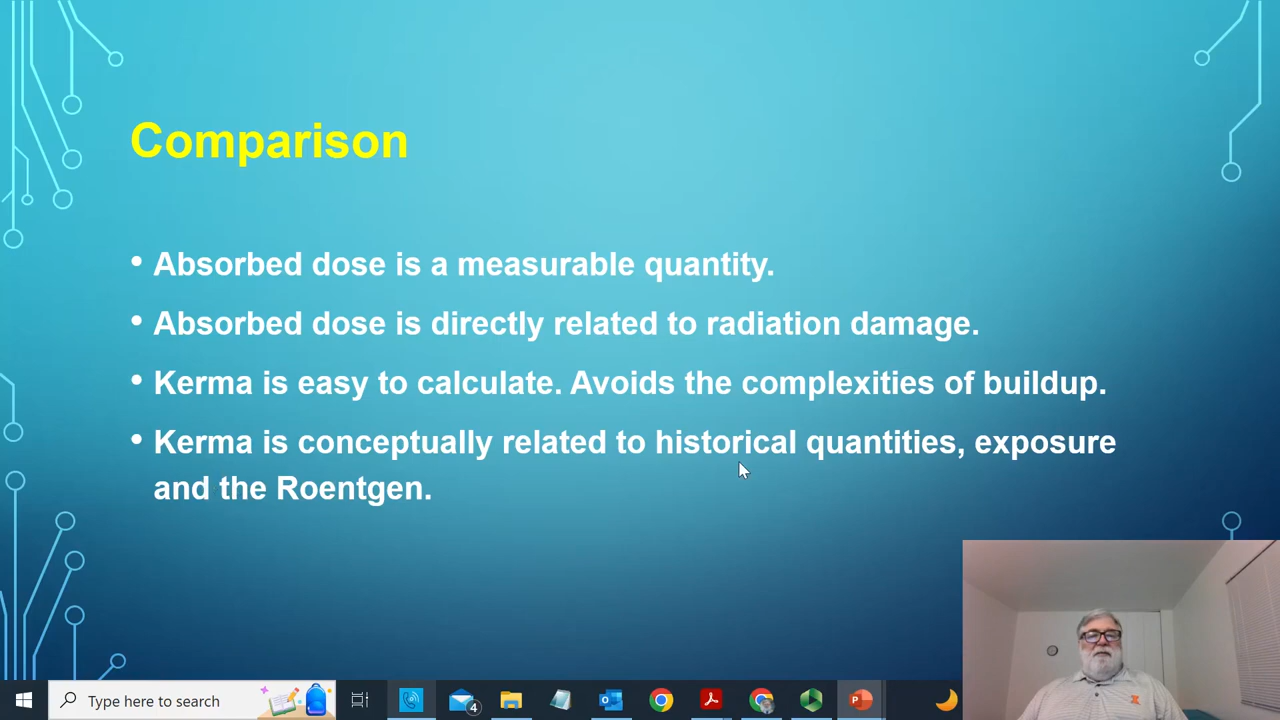 Comparison
• Absorbed dose is a measurable quantity.
• Absorbed dose is directly related to radiation damage.
• Kerma is easy to calculate. Avoids the complexities of buildup.
• Kerma is conceptually related to historical quantities, exposure
and the Roentgen.
Type here to search
4
P